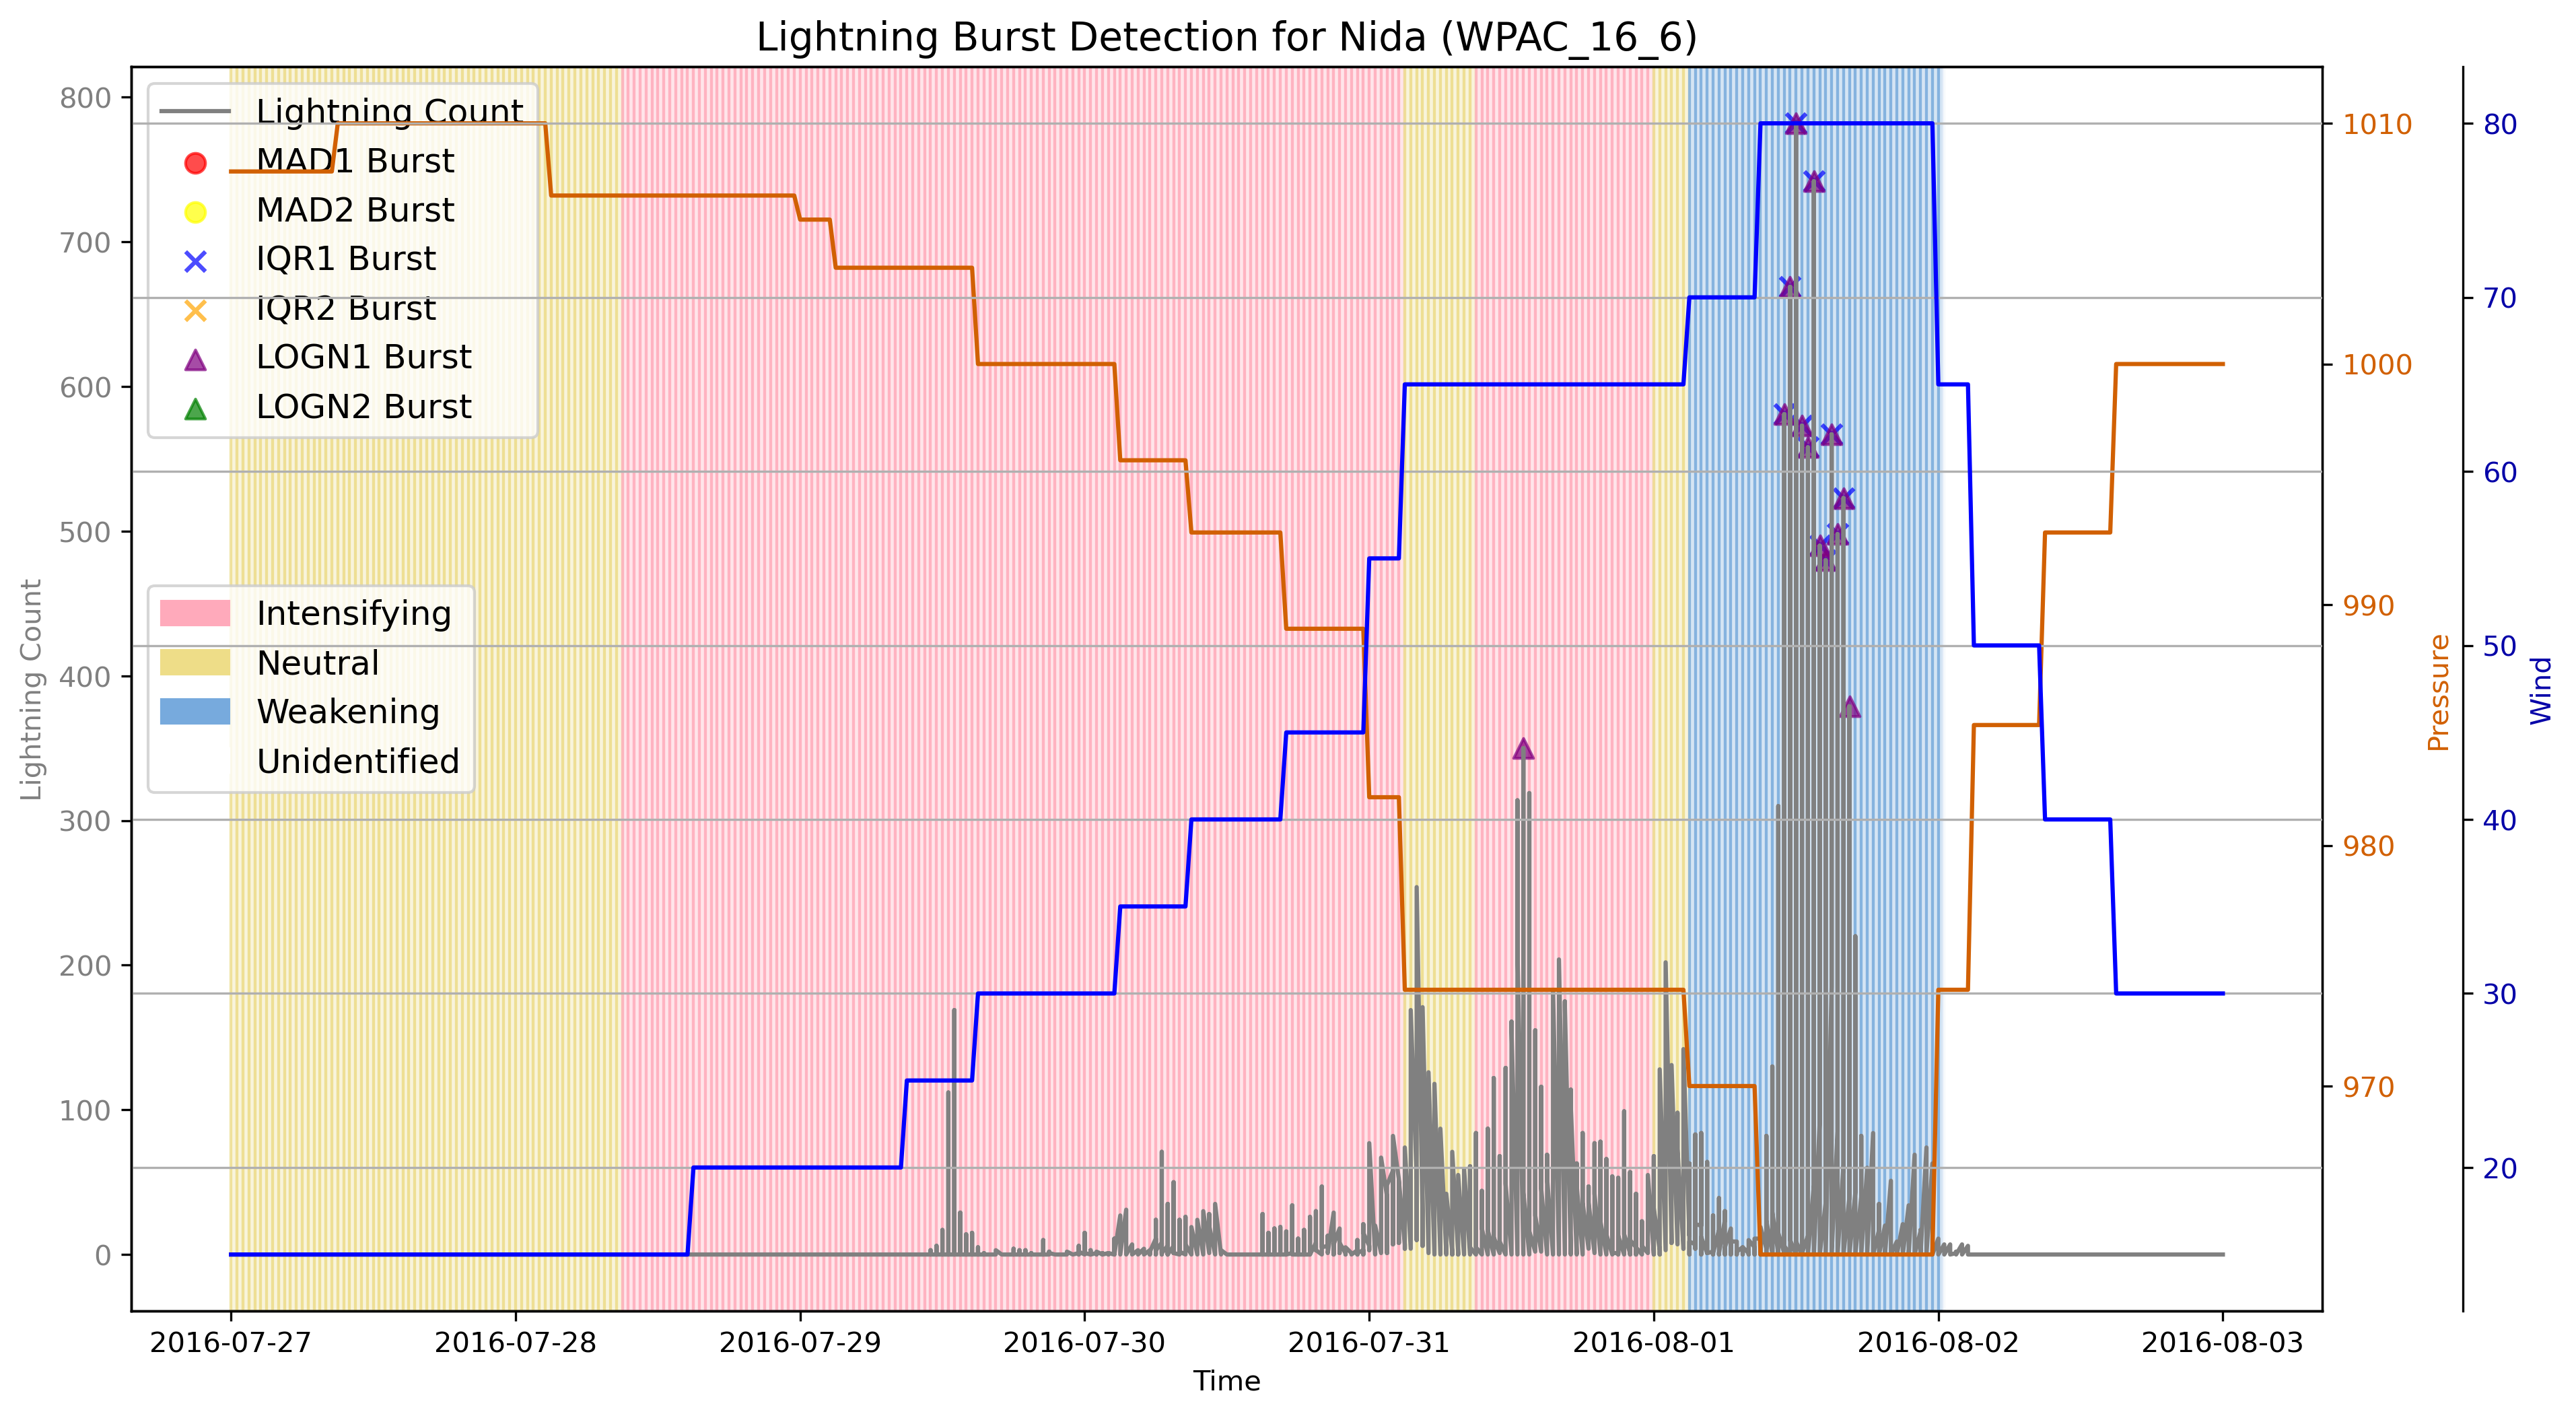 Lightning Burst Detection for Nida (WPAC_16_6)
Lightning Count
MAD1 Burst
MAD2 Burst
IQR1 Burst
IQR2 Burst
LOGN1 Burst
LOGN2 Burst
Intensifying
Neutral
Weakening
Unidentified
800
700
600
500
400
300
200
100
0
Lightning Count
1010
1000
990
980
970
Pressure
80
70
60
50
40
30
20
Wind
2016-07-27
2016-07-28
2016-07-29
2016-07-30
2016-07-31
2016-08-01
2016-08-02
2016-08-03
Time